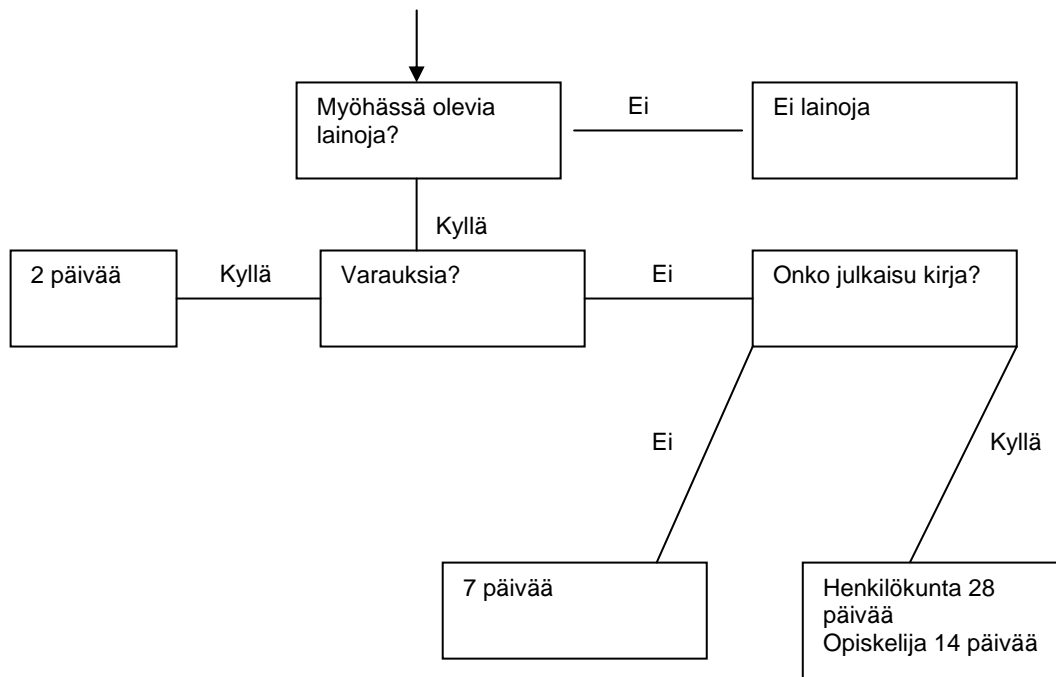 Myöhässä olevia
lainoja?
Ei
Ei lainoja
Kyllä
2 päivää
Kyllä
Varauksia?
Ei
Onko julkaisu kirja?
Ei
Kyllä
7 päivää
Henkilökunta 28
päivää
Opiskelija 14 päivää